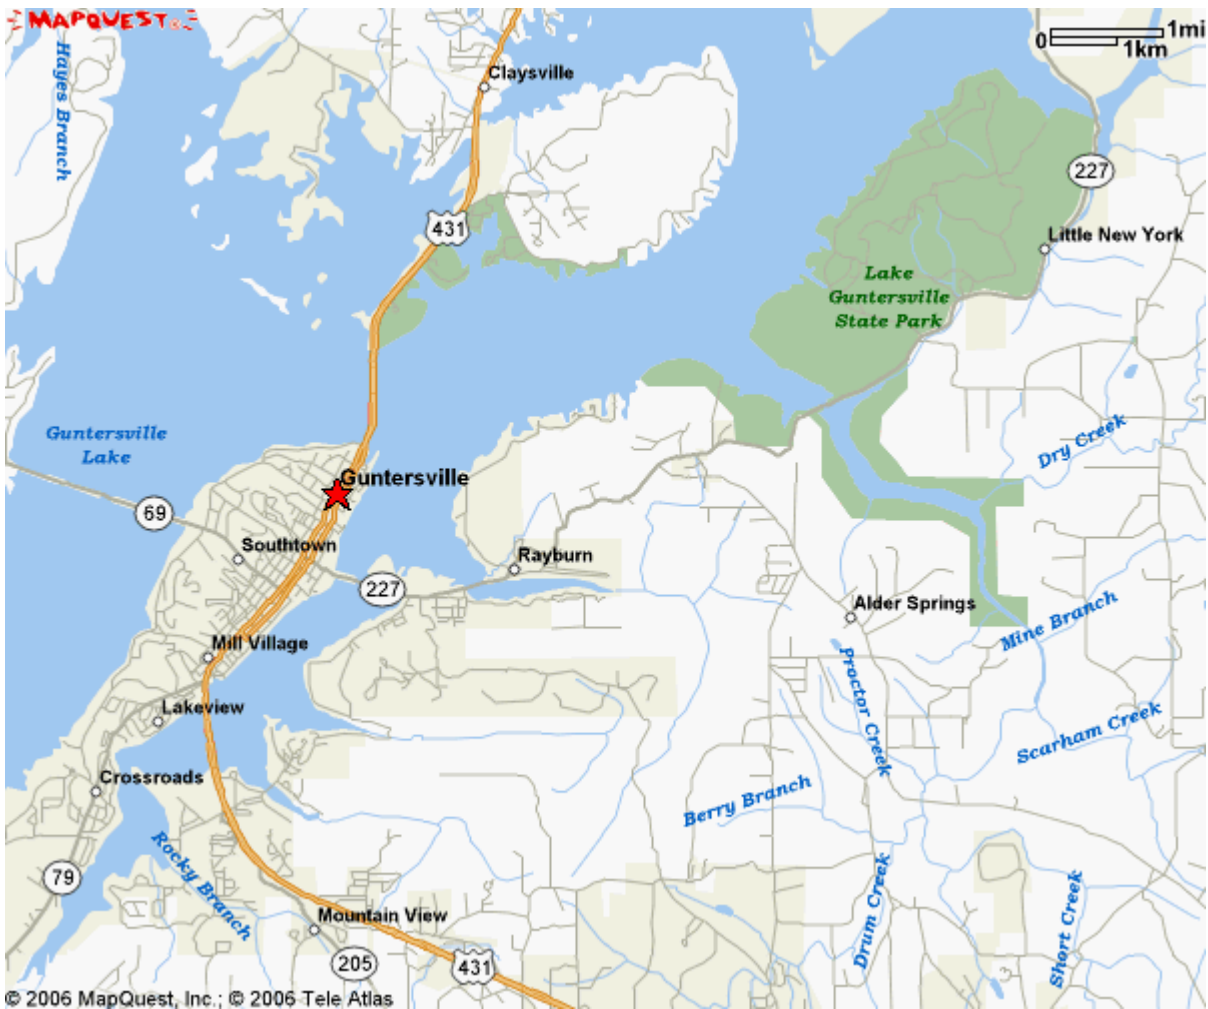 MAPQUEST
0
1mi
1km
Hayes Branch
Claysville
227
431
Little New York
Lake
Guntersville
State Park
Guntersville
Lake
Dry Creek
Guntersville
69
Southtown
Rayburn
227
Alder Springs
Mine Branch
Mill Village
Proctor Creek
Lakeview
Scarham Creek
Crossroads
Berry Branch
Rocky Branch
79
Drum Creek
Short Creek
Mountain View
205
431
© 2006 MapQuest, Inc.; © 2006 Tele Atlas